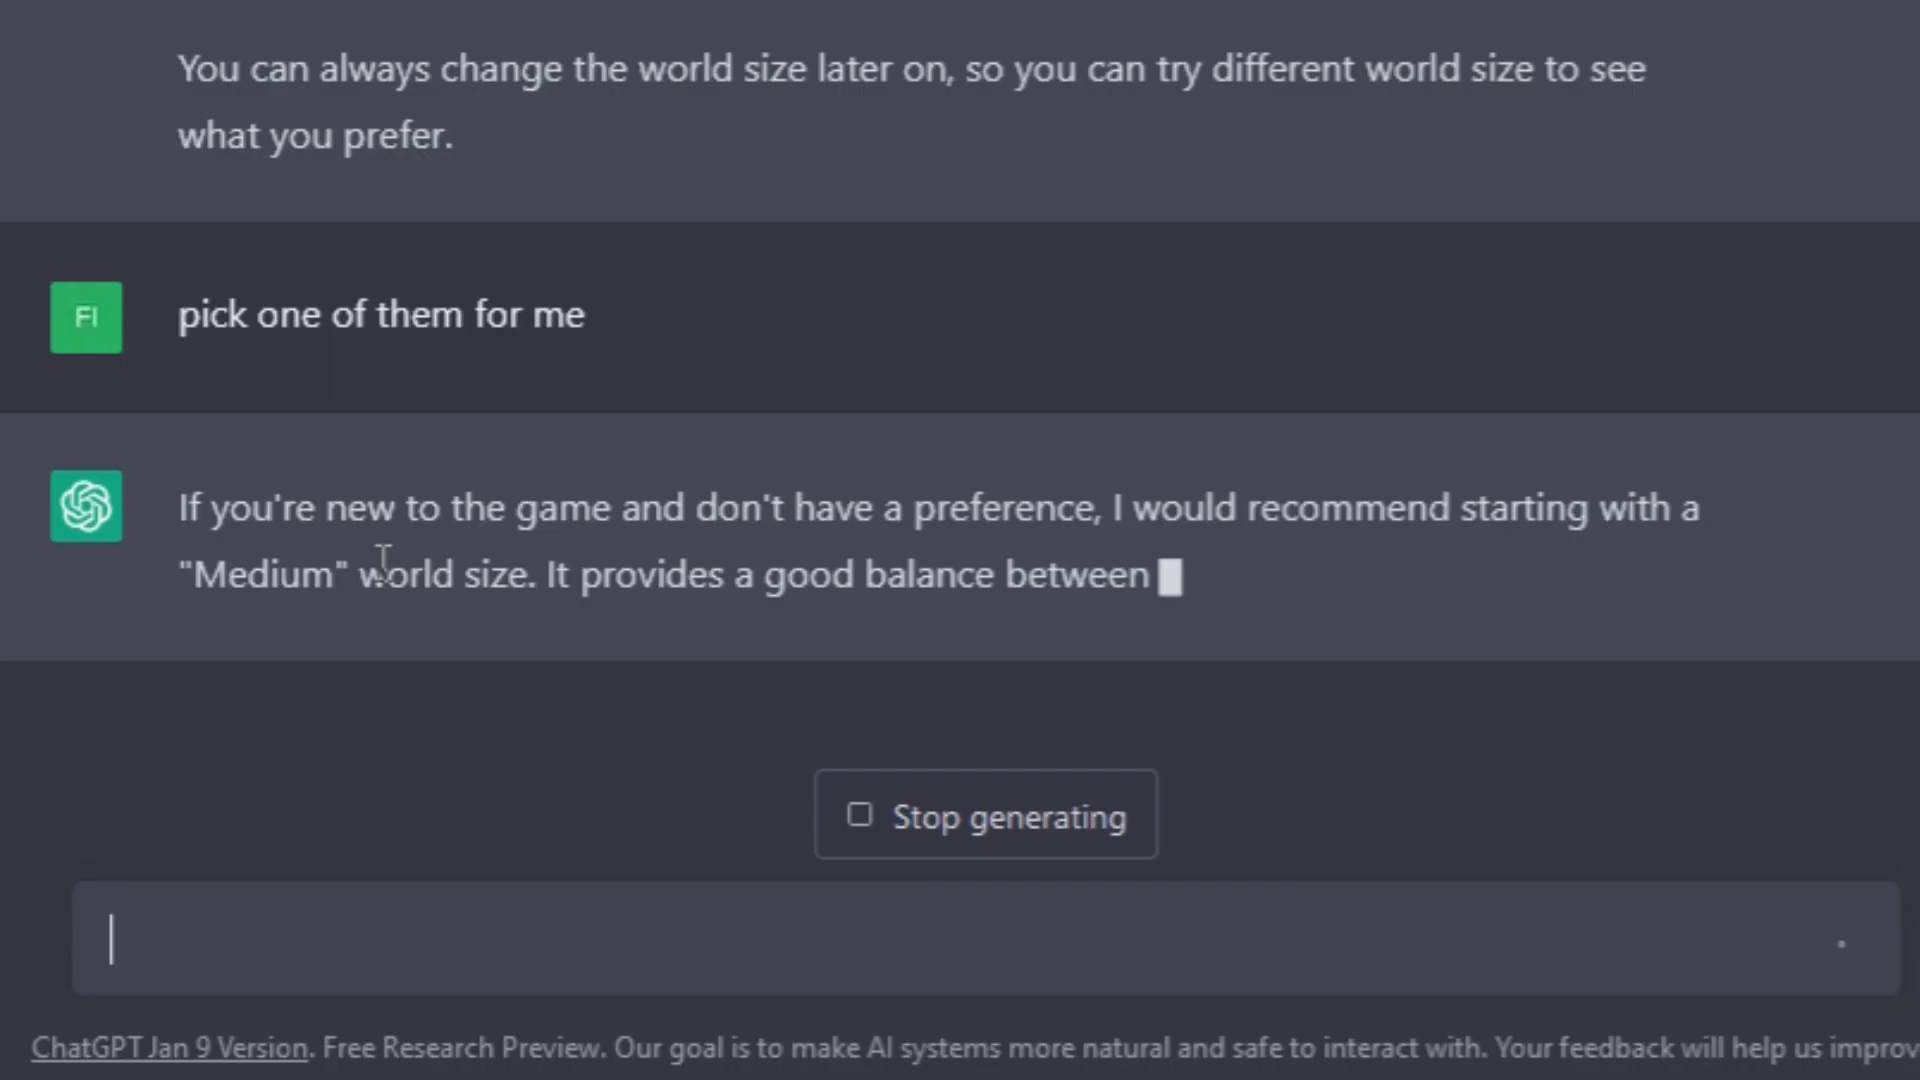 You can always change the world size later on, so you can try different world size to see
what you prefer.
FI
pick one of them for me
If you're new to the game and don't have a preference, I would recommend starting with a
"Medium" world size. It provides a good balance between
Stop generating
ChatGPT Jan 9 Version. Free Research Preview. Our goal is to make AI systems more natural and safe to interact with. Your feedback will help us improv